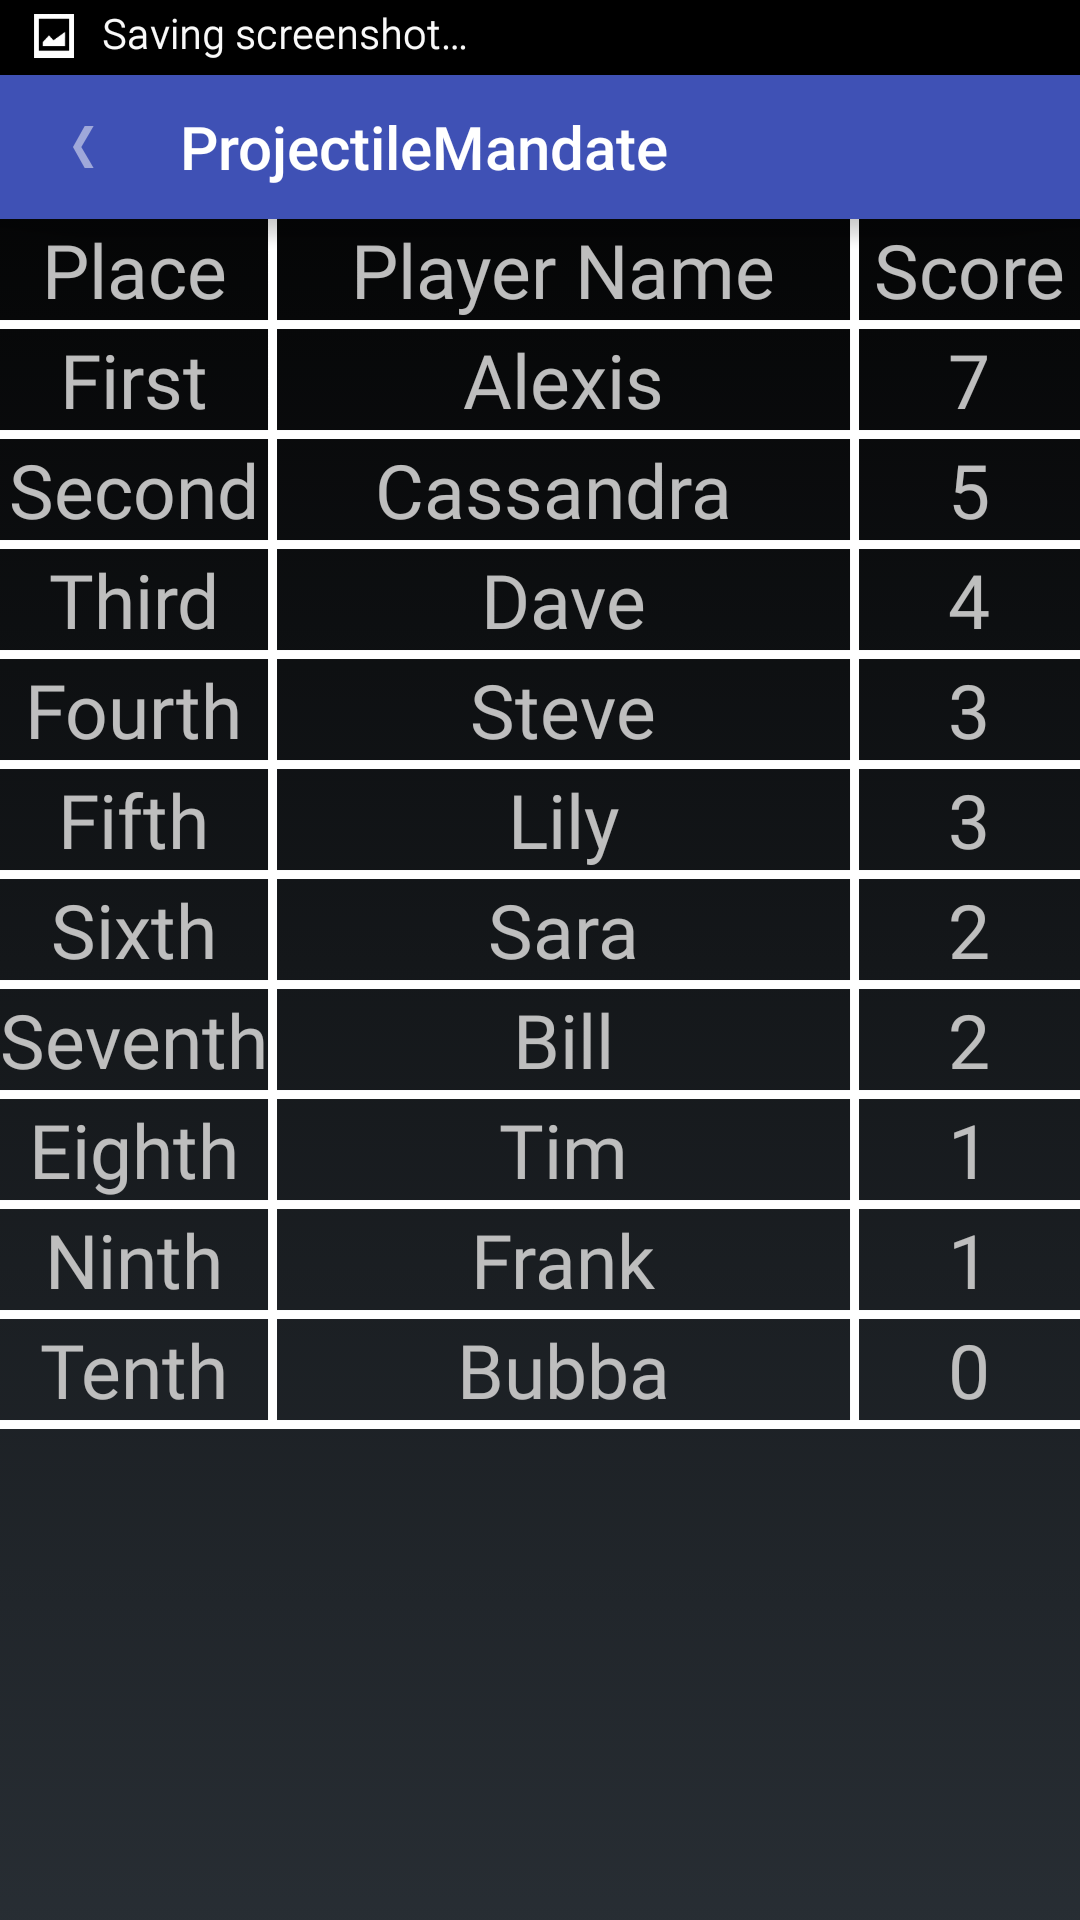 Saving screenshot...
ProjectileMandate
Place Player Name Score
First Alexis 7
Second Cassandra 5
Third Dave 4
Fourth Steve 3
Fifth Lily 3
Sixth Sara 2
Seventh Bill 2
Eighth Tim 1
Ninth Frank 1
Tenth Bubba 0